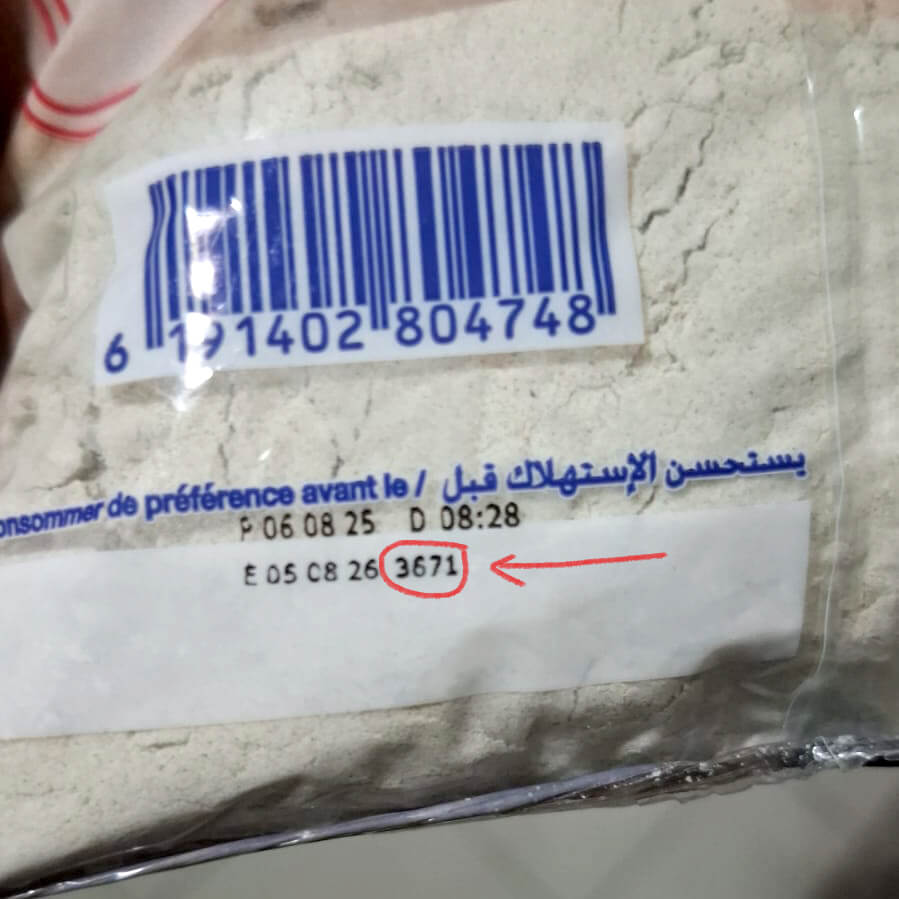 6 191402 804748
onsommer de préférence avant le / يستحسن الإستهلاك قبل
P 06 08 25 D 08:28
E 05 08 26 3671